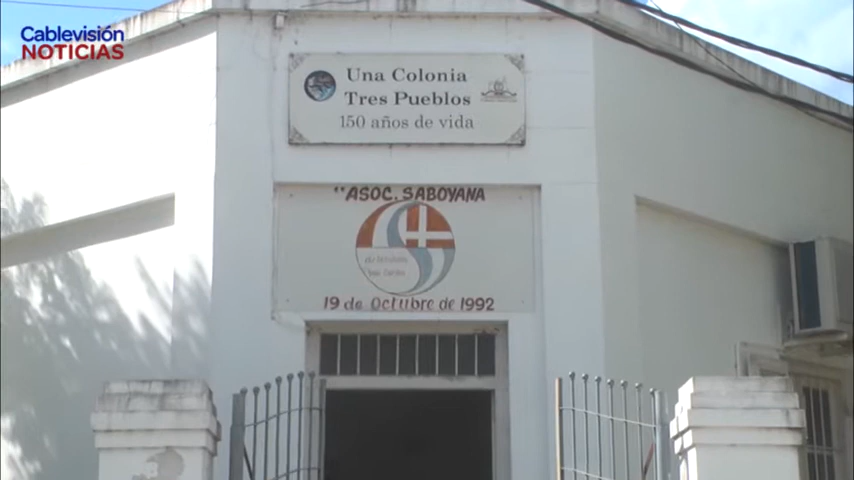 Cablevisión
NOTICIAS
Una Colonia
Tres Pueblos
150 años de vida
"ASOC. SABOYANA
19 de Octubre de 1992